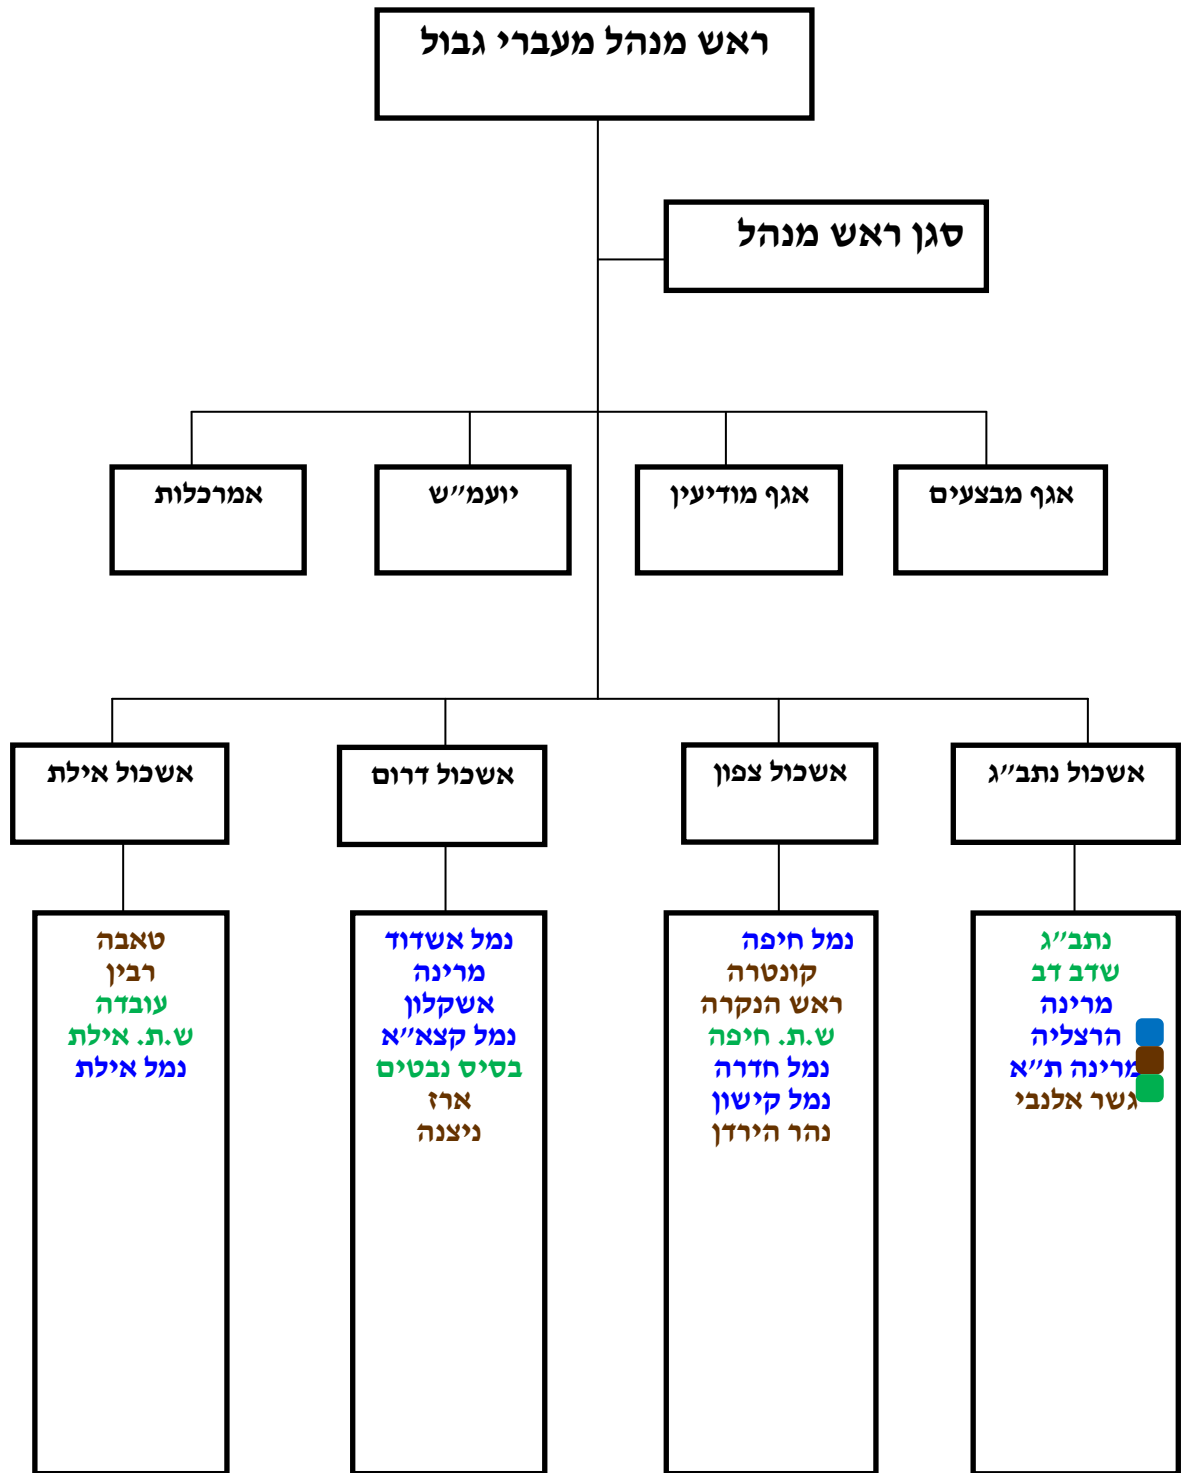 ראש מנהל מעברי גבול
סגן ראש מנהל
אגף מבצעים
אגף מודיעין
יועמ"ש
אמרכלות
אשכול נתב"ג
אשכול צפון
אשכול דרום
אשכול אילת
נתב"ג
שדב דב
מרינה
הרצליה
מרינה ת"א
גשר אלנבי
נמל חיפה
קונטרה
ראש הנקרה
ש.ת. חיפה
נמל חדרה
נמל קישון
נהר הירדן
נמל אשדוד
מרינה
אשקלון
נמל קצא"א
בסיס נבטים
ארז
ניצנה
טאבה
רבין
עובדה
ש.ת. אילת
נמל אילת